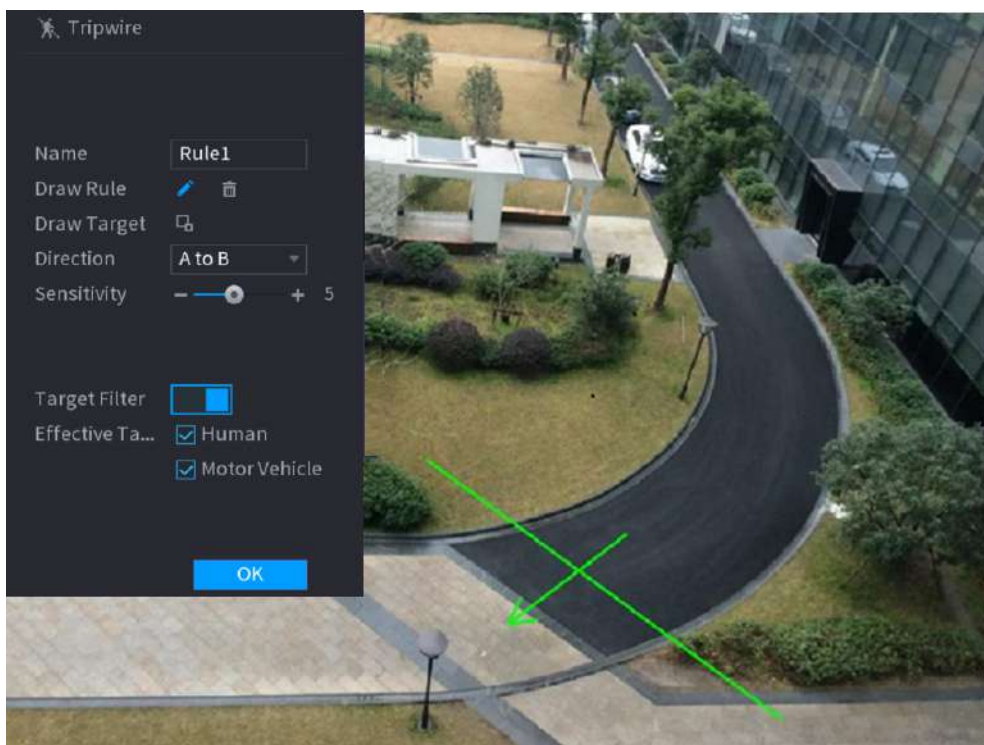 Tripwire
Name Rule1
Draw Rule
Draw Target
Direction A to B
Sensitivity - + 5
Target Filter
Effective Ta... Human
Motor Vehicle
OK